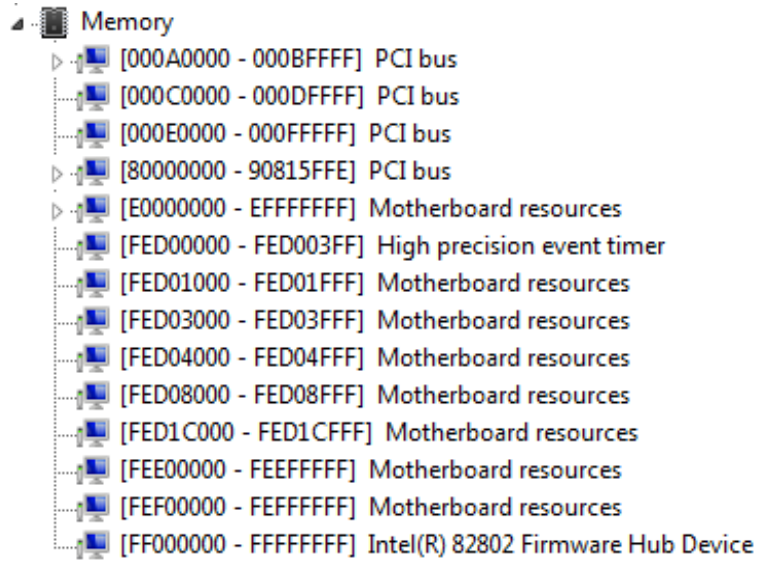 Memory
[000A0000 - 000BFFFF] PCI bus
[000C0000 - 000DFFFF] PCI bus
[000E0000 - 000FFFFF] PCI bus
[80000000 - 90815FFE] PCI bus
[E0000000 - EFFFFFFF] Motherboard resources
[FED00000 - FED003FF] High precision event timer
[FED01000 - FED01FFF] Motherboard resources
[FED03000 - FED03FFF] Motherboard resources
[FED04000 - FED04FFF] Motherboard resources
[FED08000 - FED08FFF] Motherboard resources
[FED1C000 - FED1CFFF] Motherboard resources
[FEE00000 - FEEFFFFF] Motherboard resources
[FEF00000 - FEFFFFFF] Motherboard resources
[FF000000 - FFFFFFFF] Intel(R) 82802 Firmware Hub Device